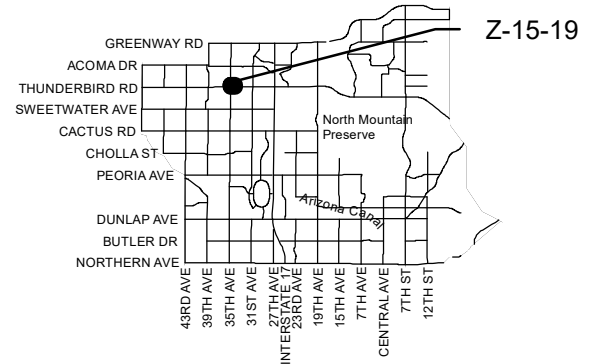 Z-15-19
GREENWAY RD
ACOMA DR
THUNDERBIRD RD
SWEETWATER AVE
CACTUS RD
CHOLLA ST
PEORIA AVE
DUNLAP AVE
BUTLER DR
NORTHERN AVE
North Mountain
Preserve
Arizona Canal
43RD AVE
39TH AVE
35TH AVE
31ST AVE
27TH AVE
INTERSTATE 17
23RD AVE
19TH AVE
15TH AVE
7TH AVE
CENTRAL AVE
7TH ST
12TH ST